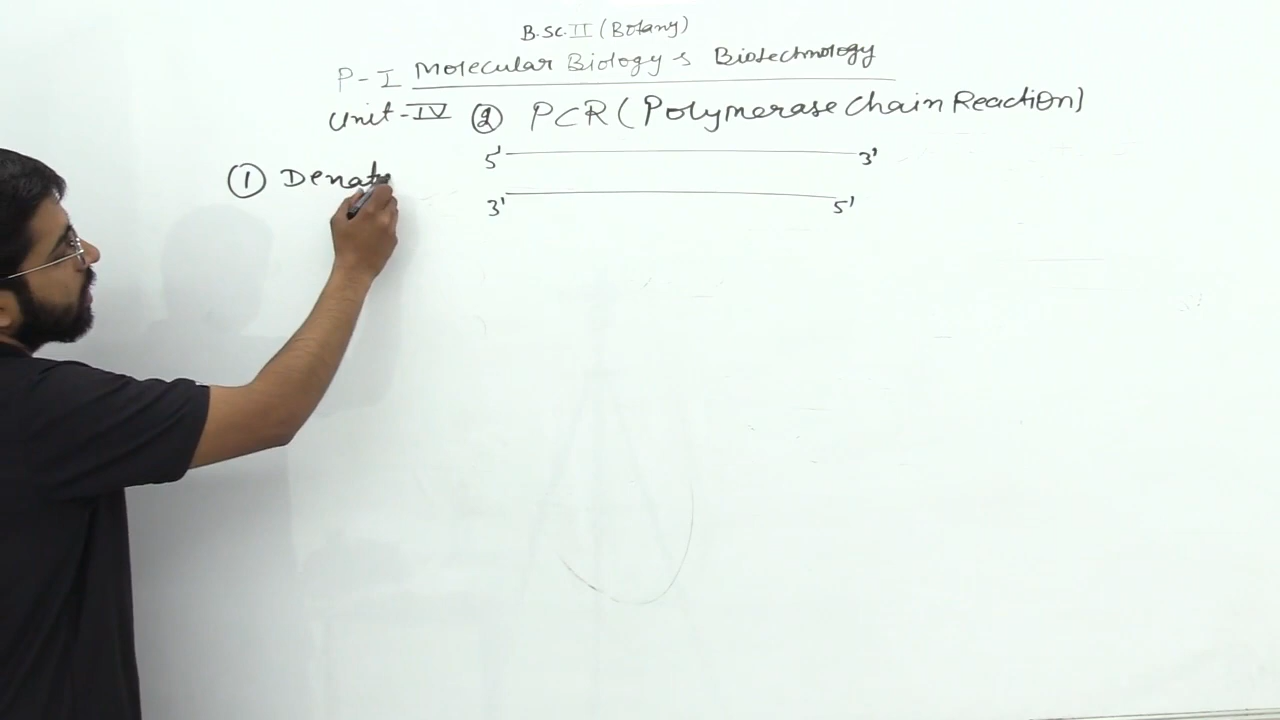 B.Sc.II (Botany)
P-I Molecular Biology & Biotechnology
Unit-IV ② PCR (Polymerase Chain Reaction)
5' 3'
① Denatu
3' 5'